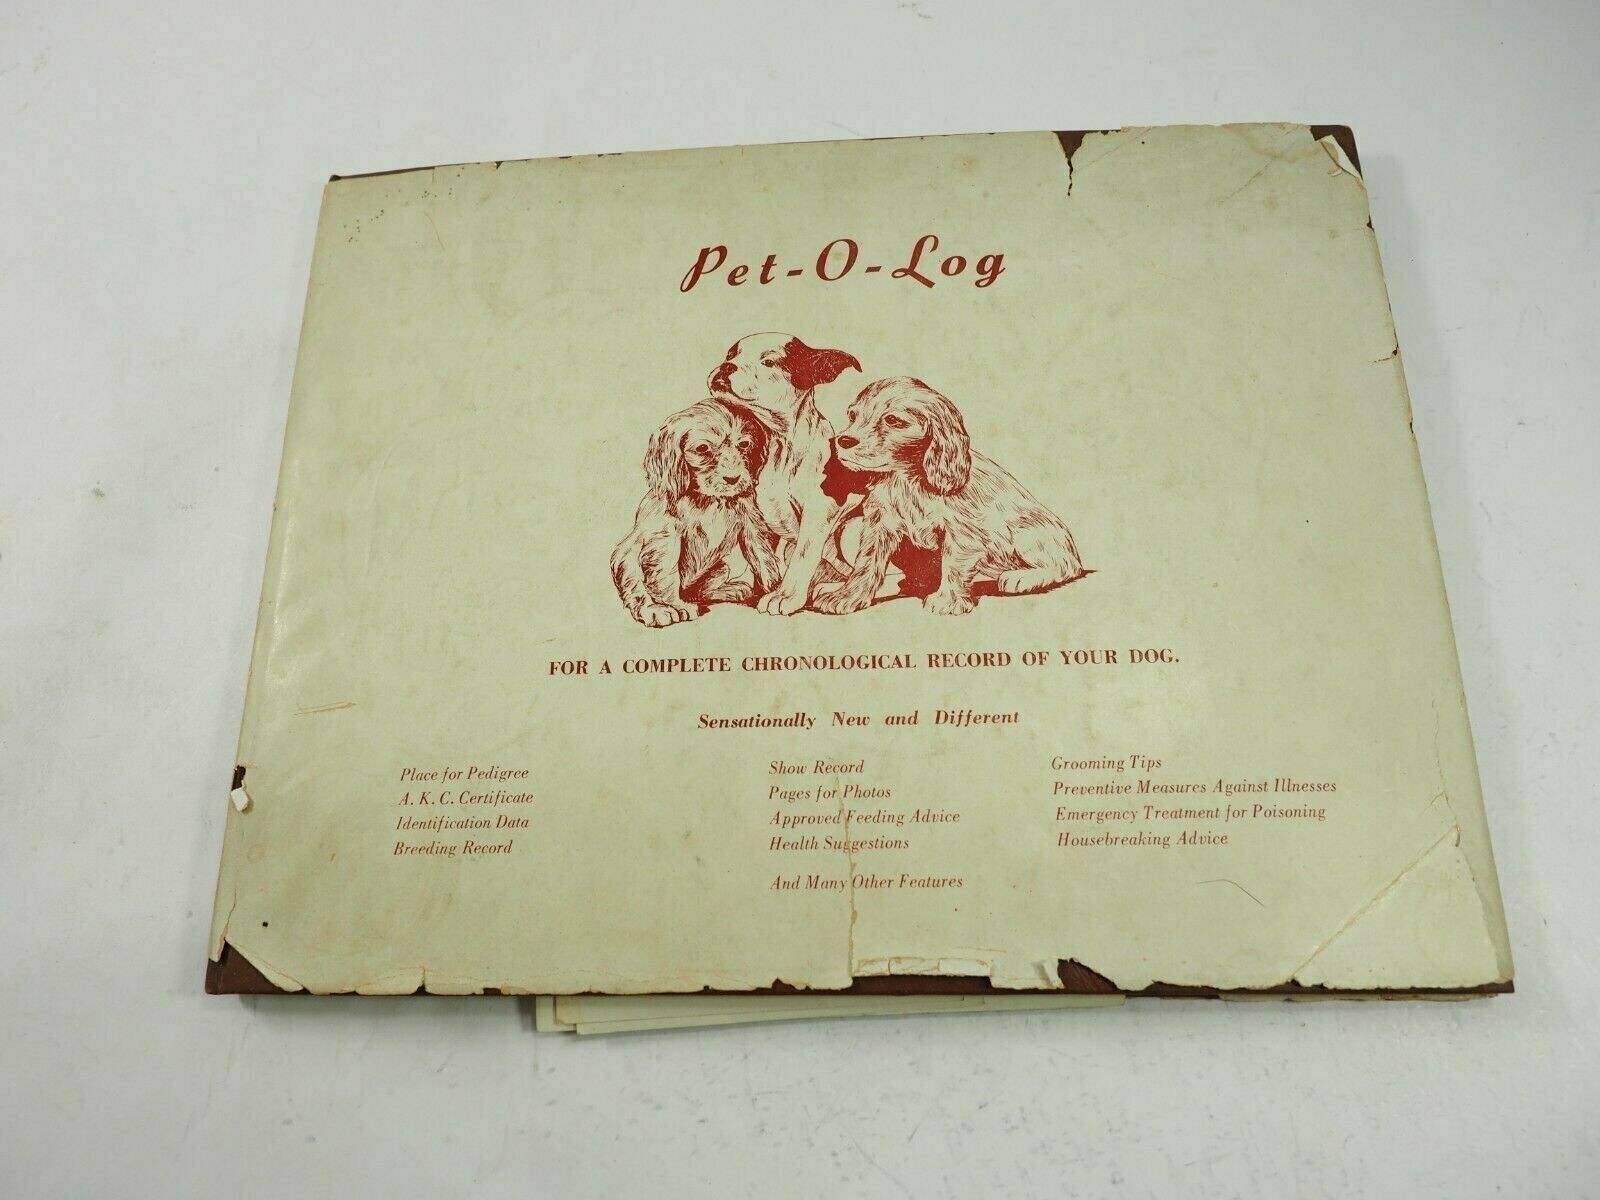 Pet-O-Log
FOR A COMPLETE CHRONOLOGICAL RECORD OF YOUR DOG.
Sensationally New and Different
Place for Pedigree
A. K. C. Certificate
Identification Data
Breeding Record
Show Record
Pages for Photos
Approved Feeding Advice
Health Suggestions
And Many Other Features
Grooming Tips
Preventive Measures Against Illnesses
Emergency Treatment for Poisoning
Housebreaking Advice